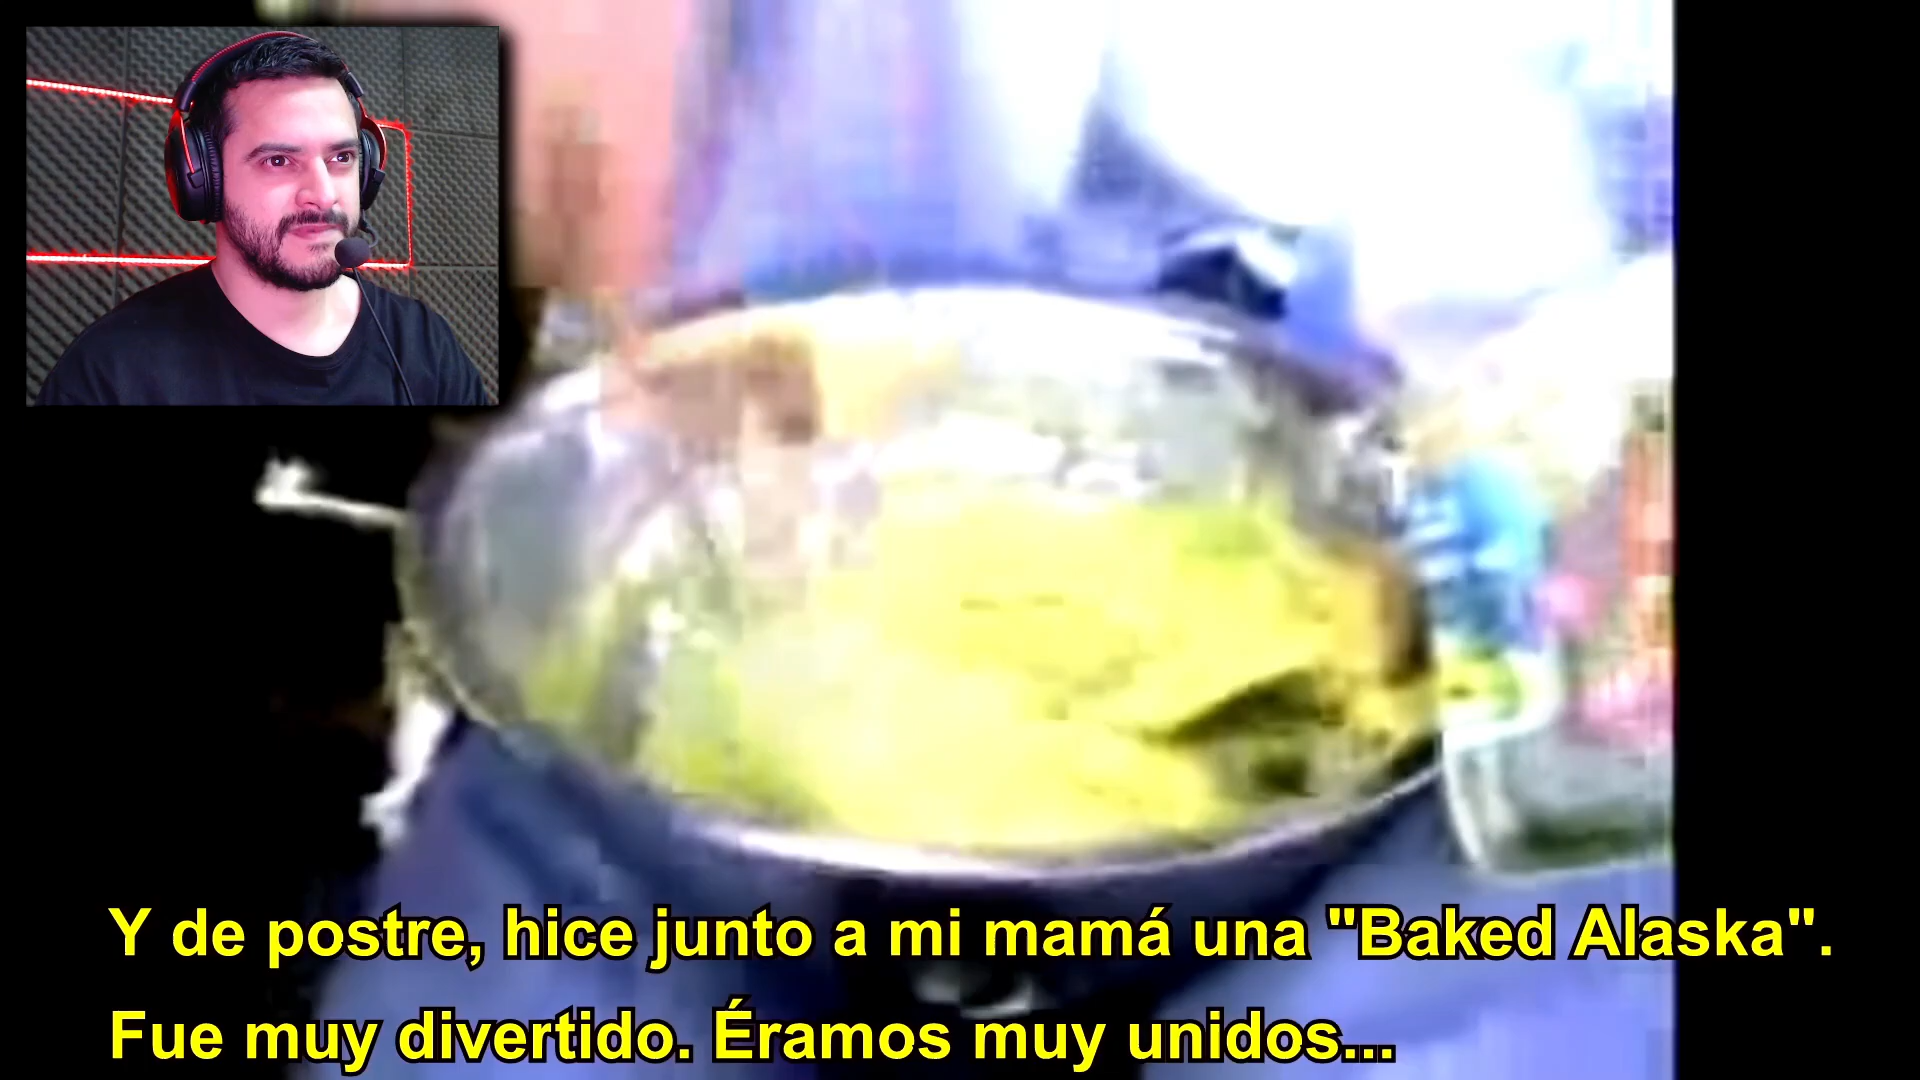 Y de postre, hice junto a mi mamá una "Baked Alaska".
Fue muy divertido. Éramos muy unidos...